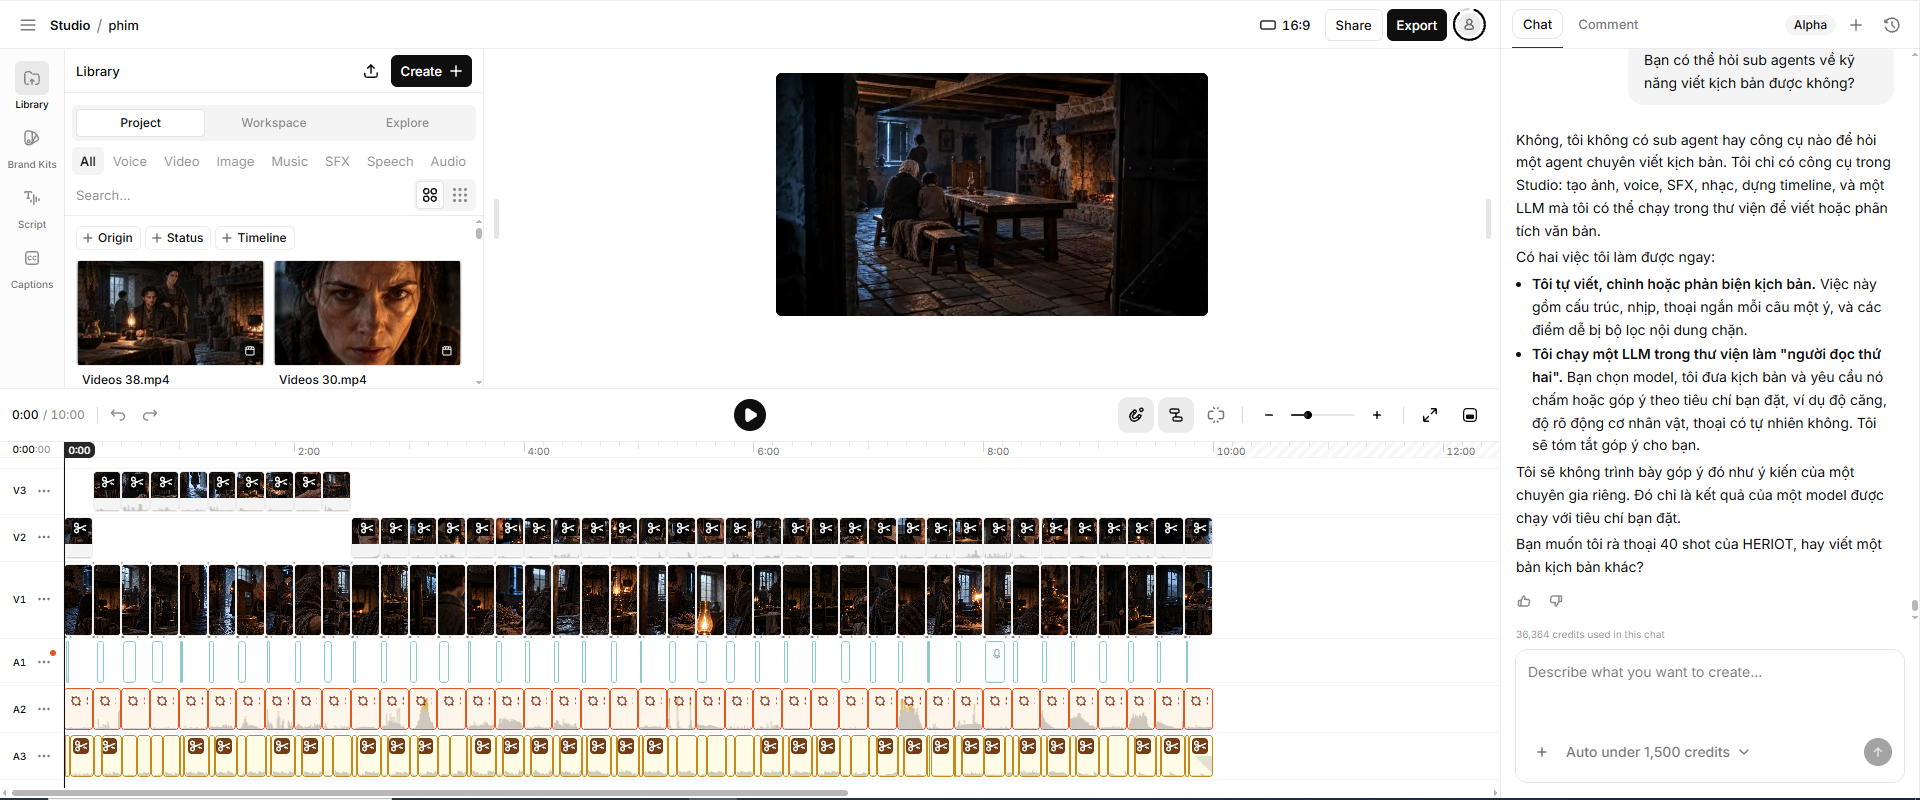 Studio / phim
16:9
Share
Export
Chat
Comment
Alpha
Library
Brand Kits
Script
Captions
Library
Create
Project
Workspace
Explore
All
Voice
Video
Image
Music
SFX
Speech
Audio
Search...
Origin
Status
Timeline
Videos 38.mp4
Videos 30.mp4
Bạn có thể hỏi sub agents về kỹ
năng viết kịch bản được không?
Không, tôi không có sub agent hay công cụ nào để hỏi
một agent chuyên viết kịch bản. Tôi chỉ có công cụ trong
Studio: tạo ảnh, voice, SFX, nhạc, dựng timeline, và một
LLM mà tôi có thể chạy trong thư viện để viết hoặc phân
tích văn bản.
Có hai việc tôi làm được ngay:
• Tôi tự viết, chỉnh hoặc phản biện kịch bản. Việc này
gồm cấu trúc, nhịp, thoại ngắn mỗi câu một ý, và các
điểm dễ bị bộ lọc nội dung chặn.
• Tôi chạy một LLM trong thư viện làm "người đọc thứ
hai". Bạn chọn model, tôi đưa kịch bản và yêu cầu nó
chấm hoặc góp ý theo tiêu chí bạn đặt, ví dụ độ căng,
độ rõ động cơ nhân vật, thoại có tự nhiên không. Tôi
sẽ tóm tắt góp ý cho bạn.
Tôi sẽ không trình bày góp ý đó như ý kiến của một
chuyên gia riêng. Đó chỉ là kết quả của một model được
chạy với tiêu chí bạn đặt.
Bạn muốn tôi rà thoại 40 shot của HERIOT, hay viết một
bản kịch bản khác?
36,364 credits used in this chat
Describe what you want to create...
Auto under 1,500 credits
0:00 / 10:00
0:00:00
0:00
2:00
4:00
6:00
8:00
10:00
12:00
V3
V2
V1
A1
A2
A3